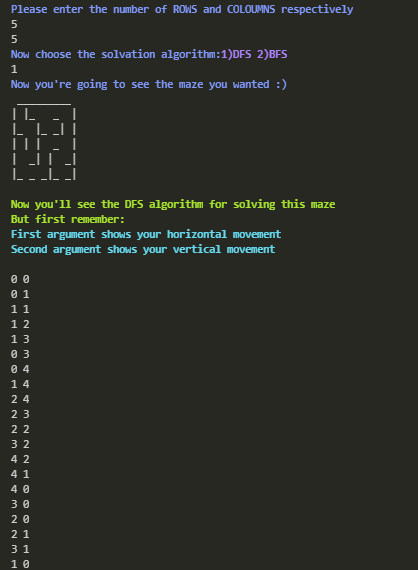 Please enter the number of ROWS and COLOUMNS respectively
5
5
Now choose the solvation algorithm:1)DFS 2)BFS
1
Now you're going to see the maze you wanted :)
 _________
| |_   _  |
|_  |_ _| |
| | |  _  |
|  _| |  _|
|_ _ _|_ _|
Now you'll see the DFS algorithm for solving this maze
But first remember:
First argument shows your horizontal movement
Second argument shows your vertical movement
0 0
0 1
1 1
1 2
1 3
0 3
0 4
1 4
2 4
2 3
2 2
3 2
4 2
4 1
4 0
3 0
2 0
2 1
3 1
1 0